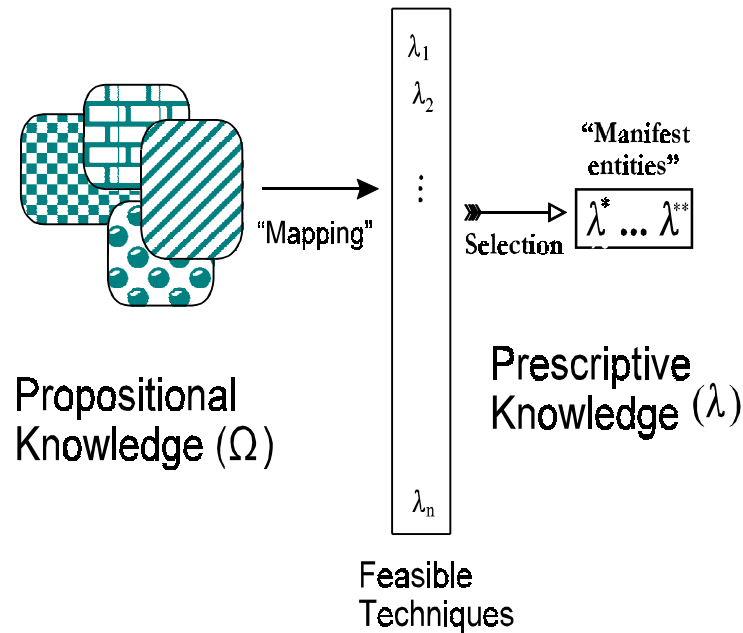 λ₁
λ₂
⋮
λₙ
“Mapping”
“Manifest
entities”
λ* ... λ**
Selection
Propositional
Knowledge (Ω)
Prescriptive
Knowledge (λ)
Feasible
Techniques